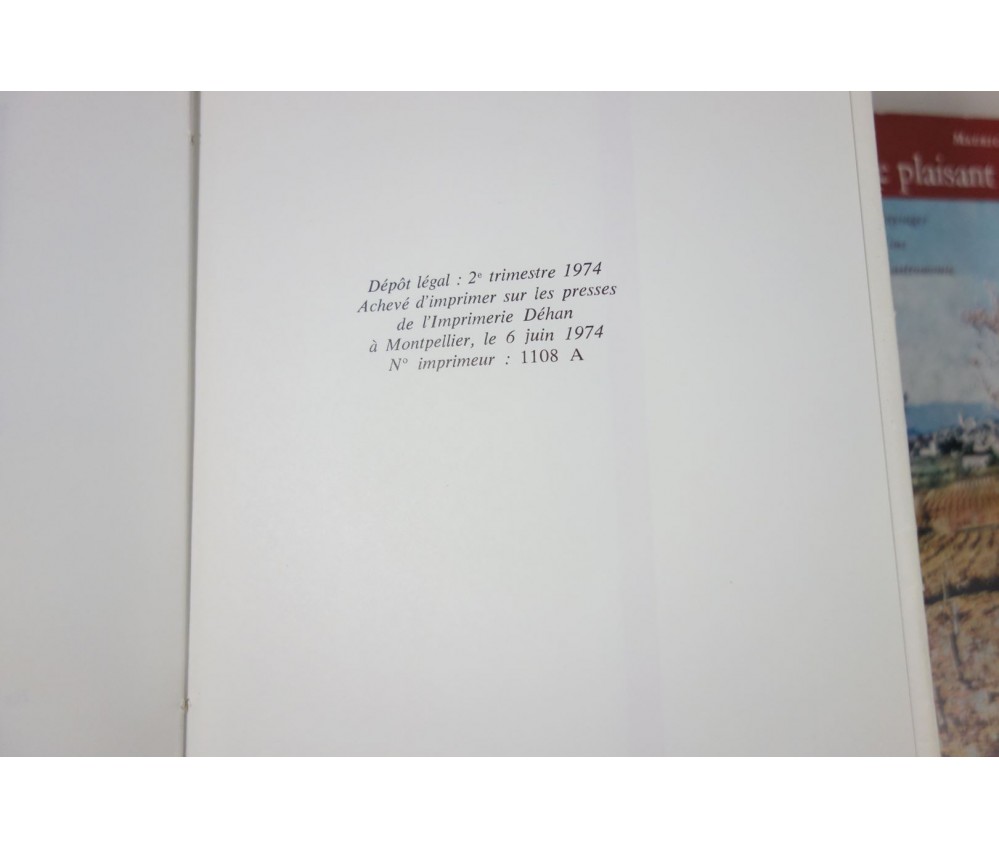 Dépôt légal : 2e trimestre 1974
Achevé d'imprimer sur les presses
de l'Imprimerie Déhan
à Montpellier, le 6 juin 1974
N° imprimeur : 1108 A
plaisant